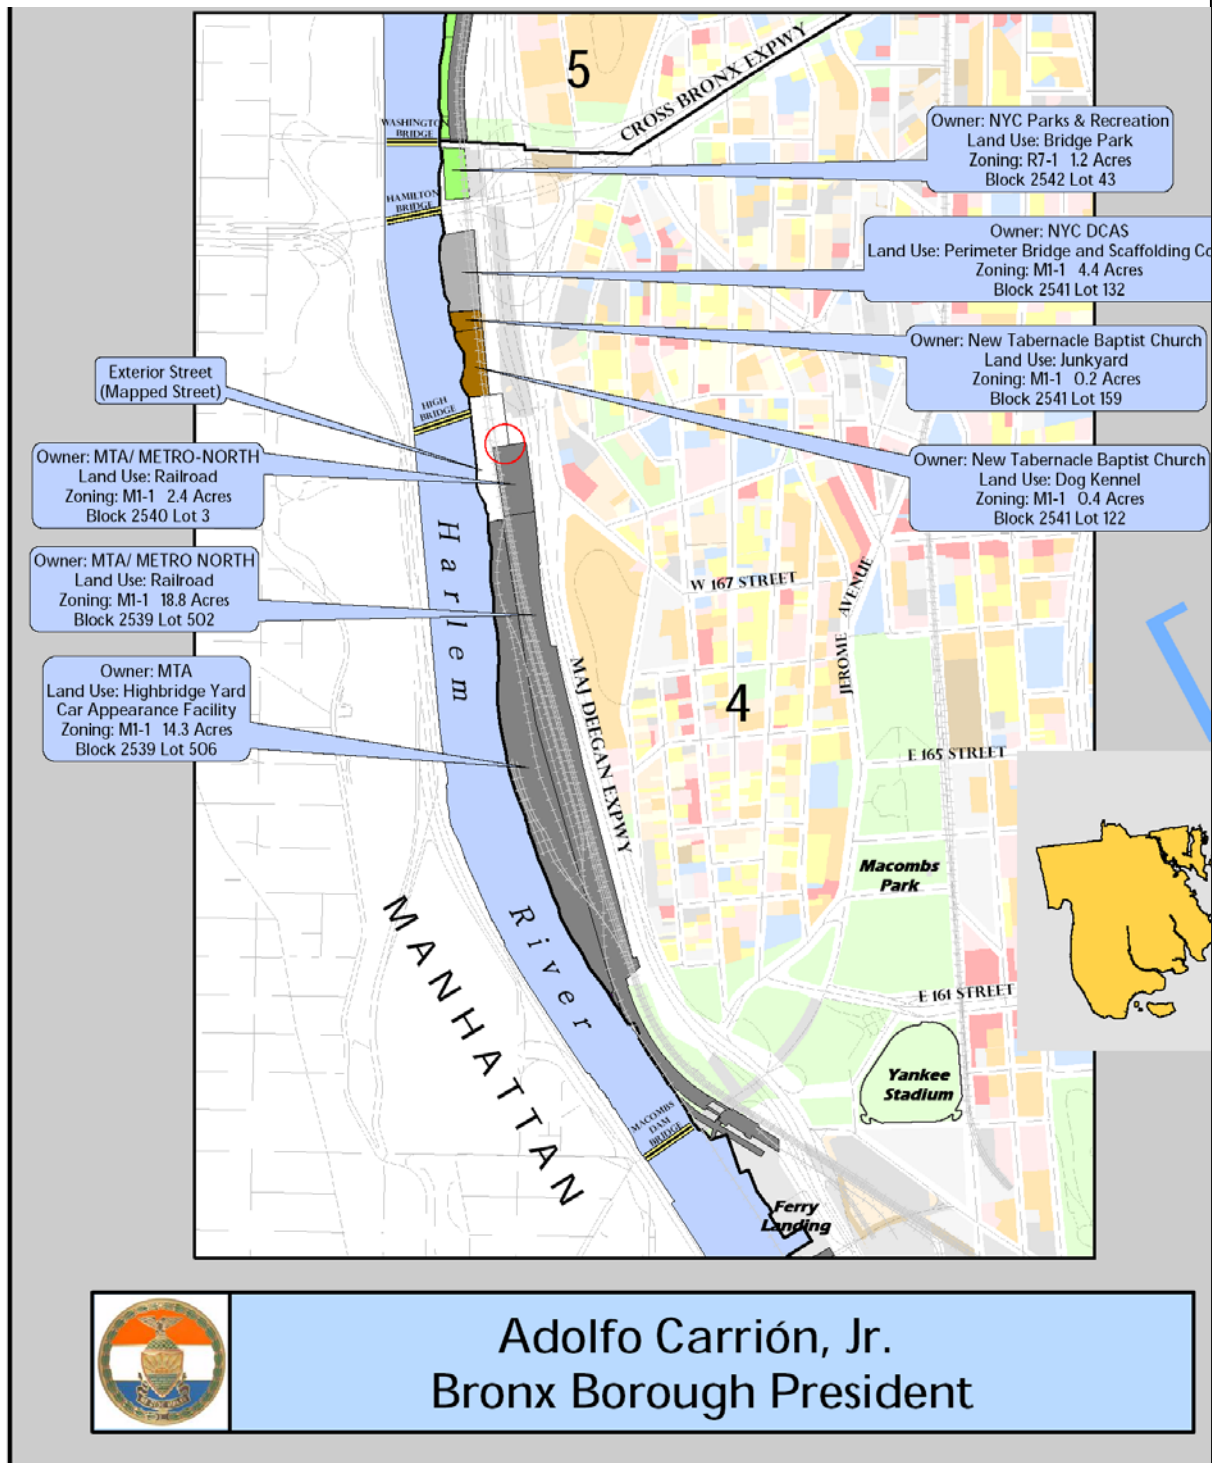 5
CROSS BRONX EXPWY
WASHINGTON
BRIDGE
Owner: NYC Parks & Recreation
Land Use: Bridge Park
Zoning: R7-1 1.2 Acres
Block 2542 Lot 43
HAMILTON
BRIDGE
Owner: NYC DCAS
Land Use: Perimeter Bridge and Scaffolding Co
Zoning: M1-1 4.4 Acres
Block 2541 Lot 132
Owner: New Tabernacle Baptist Church
Land Use: Junkyard
Zoning: M1-1 0.2 Acres
Block 2541 Lot 159
Exterior Street
(Mapped Street)
HIGH
BRIDGE
Owner: MTA/ METRO-NORTH
Land Use: Railroad
Zoning: M1-1 2.4 Acres
Block 2540 Lot 3
Owner: New Tabernacle Baptist Church
Land Use: Dog Kennel
Zoning: M1-1 0.4 Acres
Block 2541 Lot 122
Owner: MTA/ METRO NORTH
Land Use: Railroad
Zoning: M1-1 18.8 Acres
Block 2539 Lot 502
W 167 STREET
JEROME AVENUE
Harlem River
Owner: MTA
Land Use: Highbridge Yard
Car Appearance Facility
Zoning: M1-1 14.3 Acres
Block 2539 Lot 506
MAJ DEEGAN EXPWY
4
E 165 STREET
Macombs
Park
MANHATTAN
E 161 STREET
Yankee
Stadium
MACOMBS
DAM
BRIDGE
Ferry
Landing
Adolfo Carrión, Jr.
Bronx Borough President